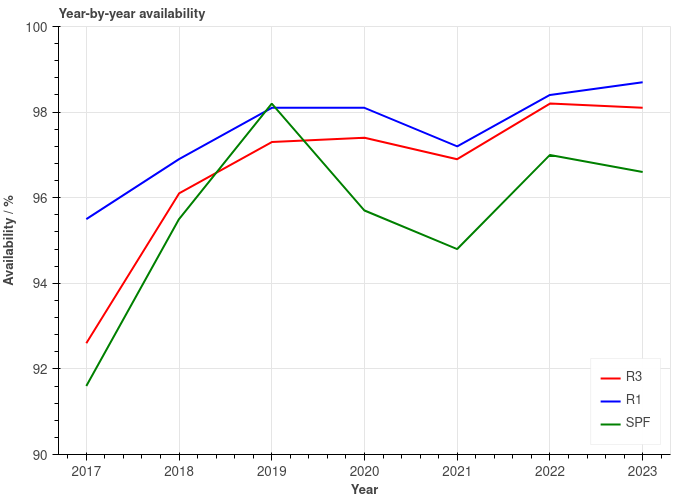 Year-by-year availability
Availability / %
100
98
96
94
92
90
2017 2018 2019 2020 2021 2022 2023
Year
R3
R1
SPF